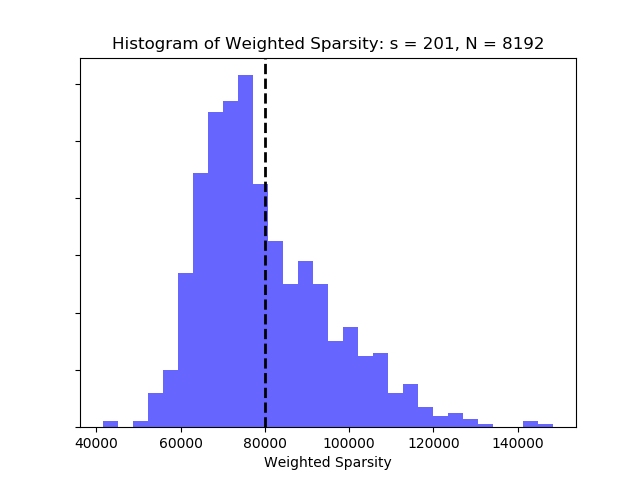 Histogram of Weighted Sparsity: s = 201, N = 8192
40000 60000 80000 100000 120000 140000
Weighted Sparsity